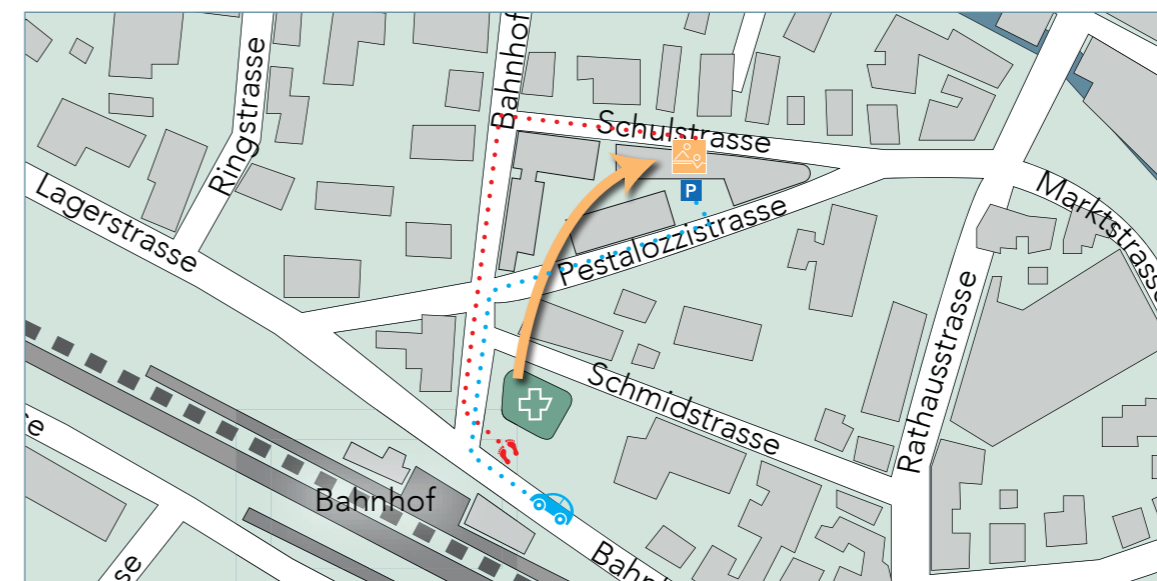 Bahnhof
Ringstrasse
Schulstrasse
P
Lagerstrasse
Marktstrasse
Pestalozzistrasse
Rathausstrasse
Schmidstrasse
Bahnhof